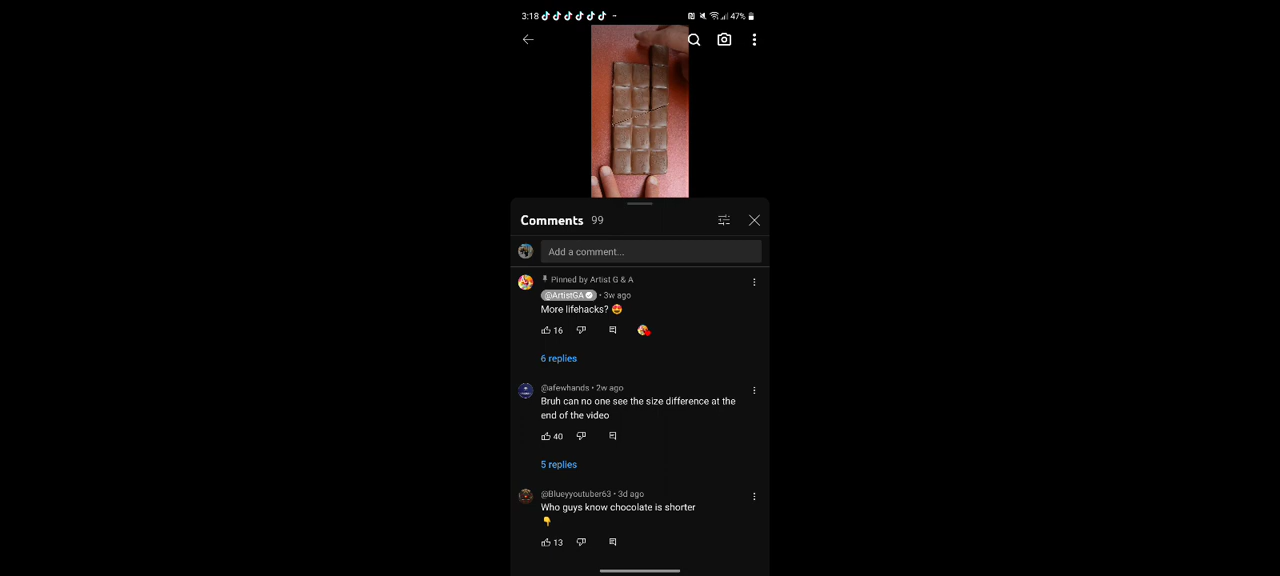 3:18 47%
Comments 99
Add a comment...
Pinned by Artist G & A
@ArtistGA • 3w ago
More lifehacks? 😍
16
6 replies
@afewhands • 2w ago
Bruh can no one see the size difference at the
end of the video
40
5 replies
@Blueyyoutuber63 • 3d ago
Who guys know chocolate is shorter
👇
13